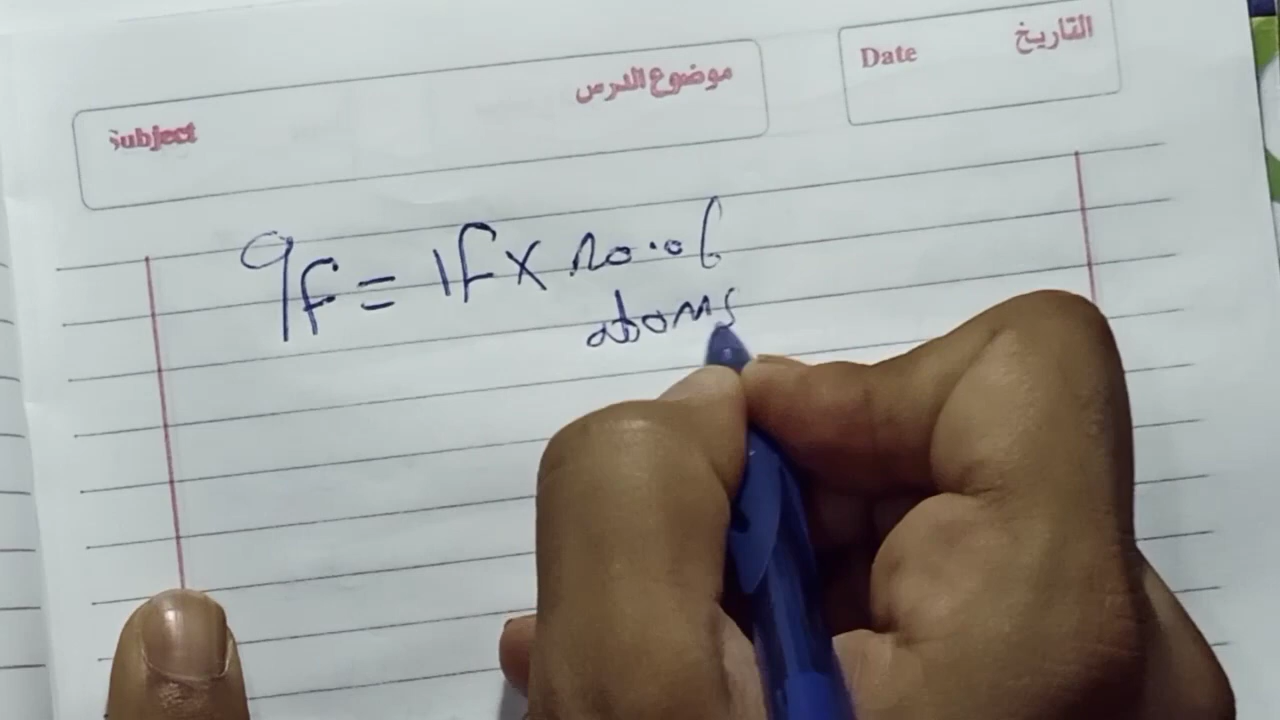 موضوع الدرس
Subject
التاريخ
Date
qf = 1f x no. of
atoms